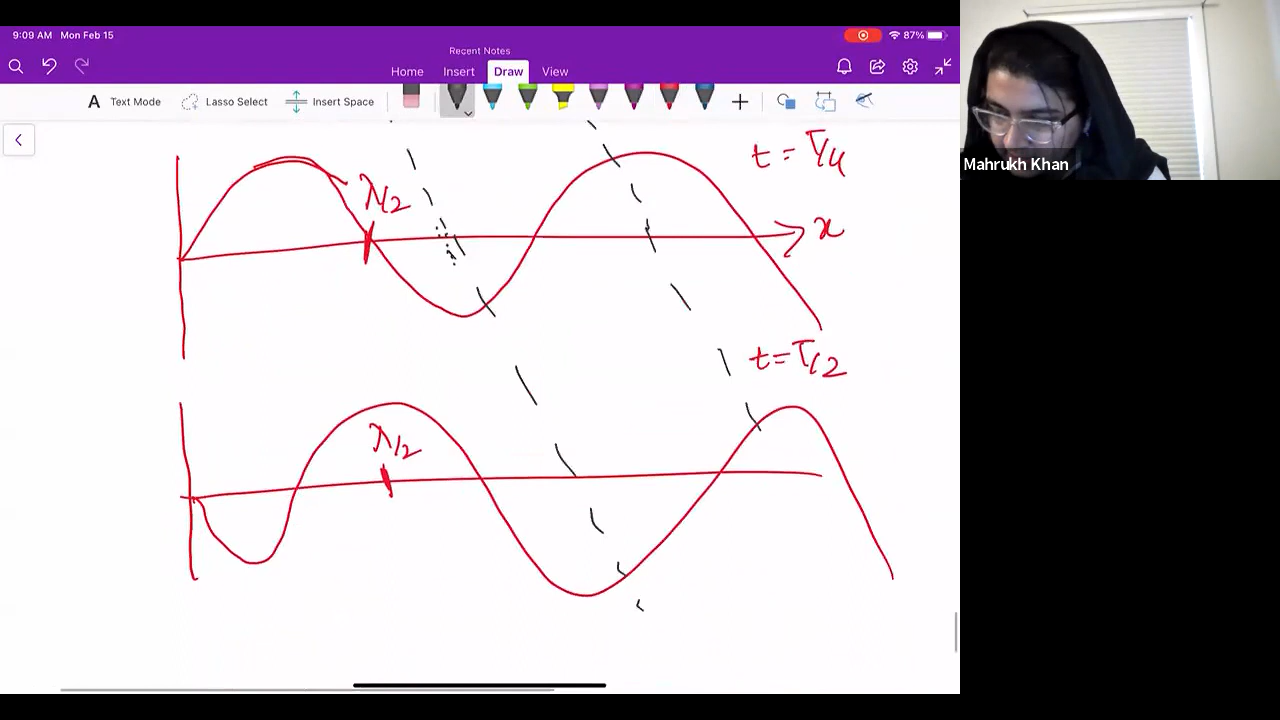 9:09 AM Mon Feb 15
87%
Recent Notes
Home Insert Draw View
Text Mode Lasso Select Insert Space
Mahrukh Khan
t = T/4
λ/2
x
t = T/2
λ/2